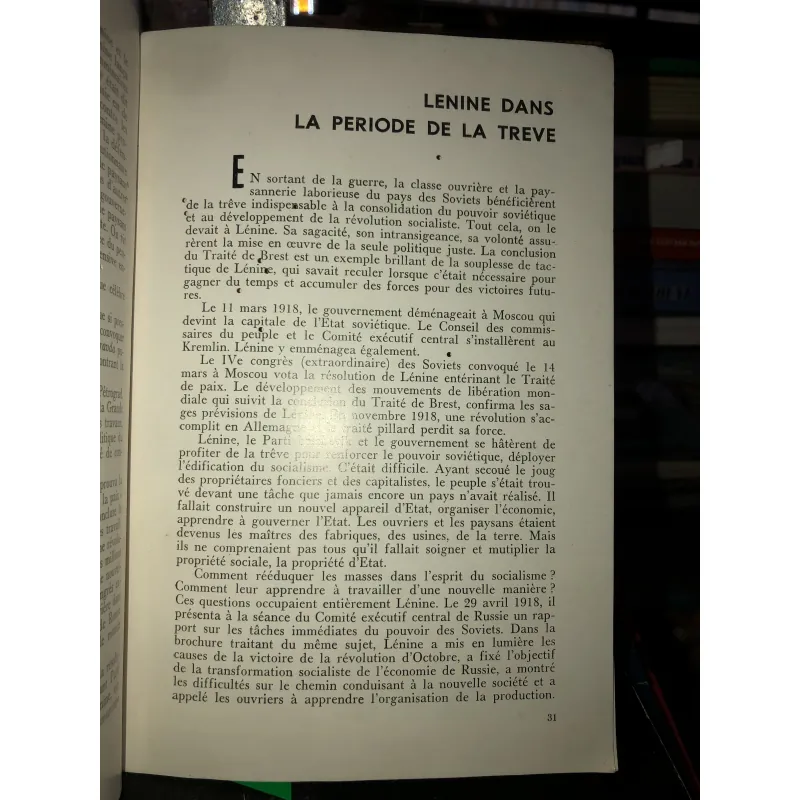 LENINE DANS
LA PERIODE DE LA TREVE
EN sortant de la guerre, la classe ouvrière et la pay-
sannerie laborieuse du pays des Soviets bénéficièrent
de la trêve indispensable à la consolidation du pouvoir soviétique
et au développement de la révolution socialiste. Tout cela, on le
devait à Lénine. Sa sagacité, son intransigeance, sa volonté assu-
rèrent la mise en œuvre de la seule politique juste. La conclusion
du Traité de Brest est un exemple brillant de la souplesse de tac-
tique de Lénine, qui savait reculer lorsque c'était nécessaire pour
gagner du temps et accumuler des forces pour des victoires futu-
res.
Le 11 mars 1918, le gouvernement déménageait à Moscou qui
devint la capitale de l'Etat soviétique. Le Conseil des commis-
saires du peuple et le Comité exécutif central s'installèrent au
Kremlin. Lénine y emménagea également.
Le IVe congrès (extraordinaire) des Soviets convoqué le 14
mars à Moscou vota la résolution de Lénine entérinant le Traité
de paix. Le développement des mouvements de libération mon-
diale qui suivit la conclusion du Traité de Brest, confirma les sa-
ges prévisions de Lénine. En novembre 1918, une révolution s'ac-
complit en Allemagne traité pillard perdit sa force.
Lénine, le Parti et le gouvernement se hâtèrent de
profiter de la trêve pour renforcer le pouvoir soviétique, déployer
l'édification du socialisme. C'était difficile. Ayant secoué le joug
des propriétaires fonciers et des capitalistes, le peuple s'était trou-
vé devant une tâche que jamais encore un pays n'avait réalisé. Il
fallait construire un nouvel appareil d'Etat, organiser l'économie,
apprendre à gouverner l'Etat. Les ouvriers et les paysans étaient
devenus les maîtres des fabriques, des usines, de la terre. Mais
ils ne comprenaient pas tous qu'il fallait soigner et mutiplier la
propriété sociale, la propriété d'Etat.
Comment rééduquer les masses dans l'esprit du socialisme ?
Comment leur apprendre à travailler d'une nouvelle manière ?
Ces questions occupaient entièrement Lénine. Le 29 avril 1918, il
présenta à la séance du Comité exécutif central de Russie un rap-
port sur les tâches immédiates du pouvoir des Soviets. Dans la
brochure traitant du même sujet, Lénine a mis en lumière les
causes de la victoire de la révolution d'Octobre, a fixé l'objectif
de la transformation socialiste de l'économie de Russie, a montré
les difficultés sur le chemin conduisant à la nouvelle société et a
appelé les ouvriers à apprendre l'organisation de la production.
31